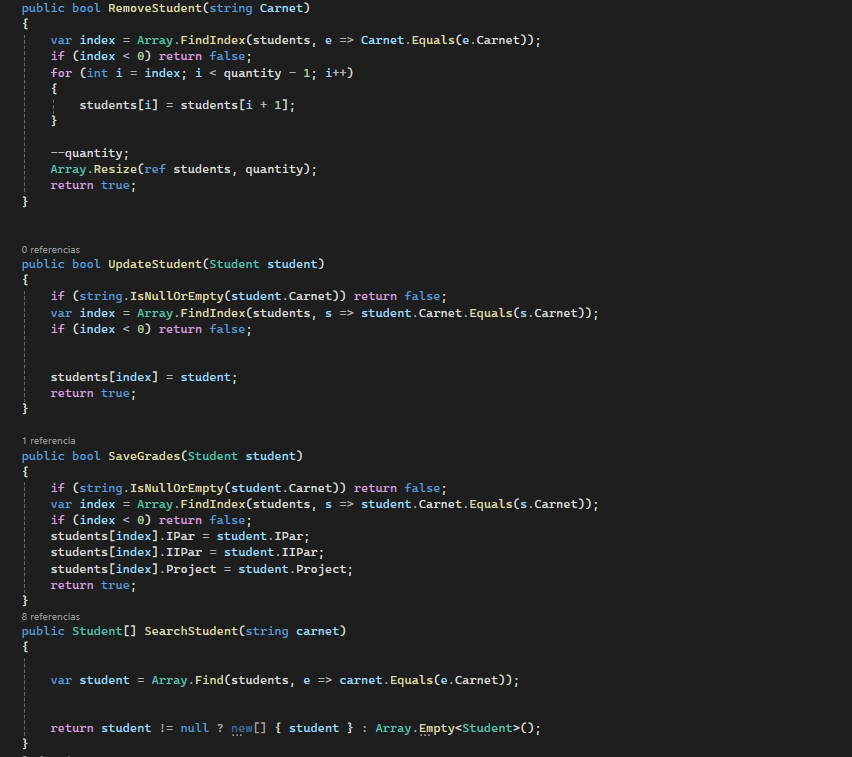 public bool RemoveStudent(string Carnet)
{
var index = Array.FindIndex(students, e => Carnet.Equals(e.Carnet));
if (index < 0) return false;
for (int i = index; i < quantity - 1; i++)
{
students[i] = students[i + 1];
}
--quantity;
Array.Resize(ref students, quantity);
return true;
}
0 referencias
public bool UpdateStudent(Student student)
{
if (string.IsNullOrEmpty(student.Carnet)) return false;
var index = Array.FindIndex(students, s => student.Carnet.Equals(s.Carnet));
if (index < 0) return false;
students[index] = student;
return true;
}
1 referencia
public bool SaveGrades(Student student)
{
if (string.IsNullOrEmpty(student.Carnet)) return false;
var index = Array.FindIndex(students, s => student.Carnet.Equals(s.Carnet));
if (index < 0) return false;
students[index].IPar = student.IPar;
students[index].IIPar = student.IIPar;
students[index].Project = student.Project;
return true;
}
8 referencias
public Student[] SearchStudent(string carnet)
{
var student = Array.Find(students, e => carnet.Equals(e.Carnet));
return student != null ? new[] { student } : Array.Empty<Student>();
}